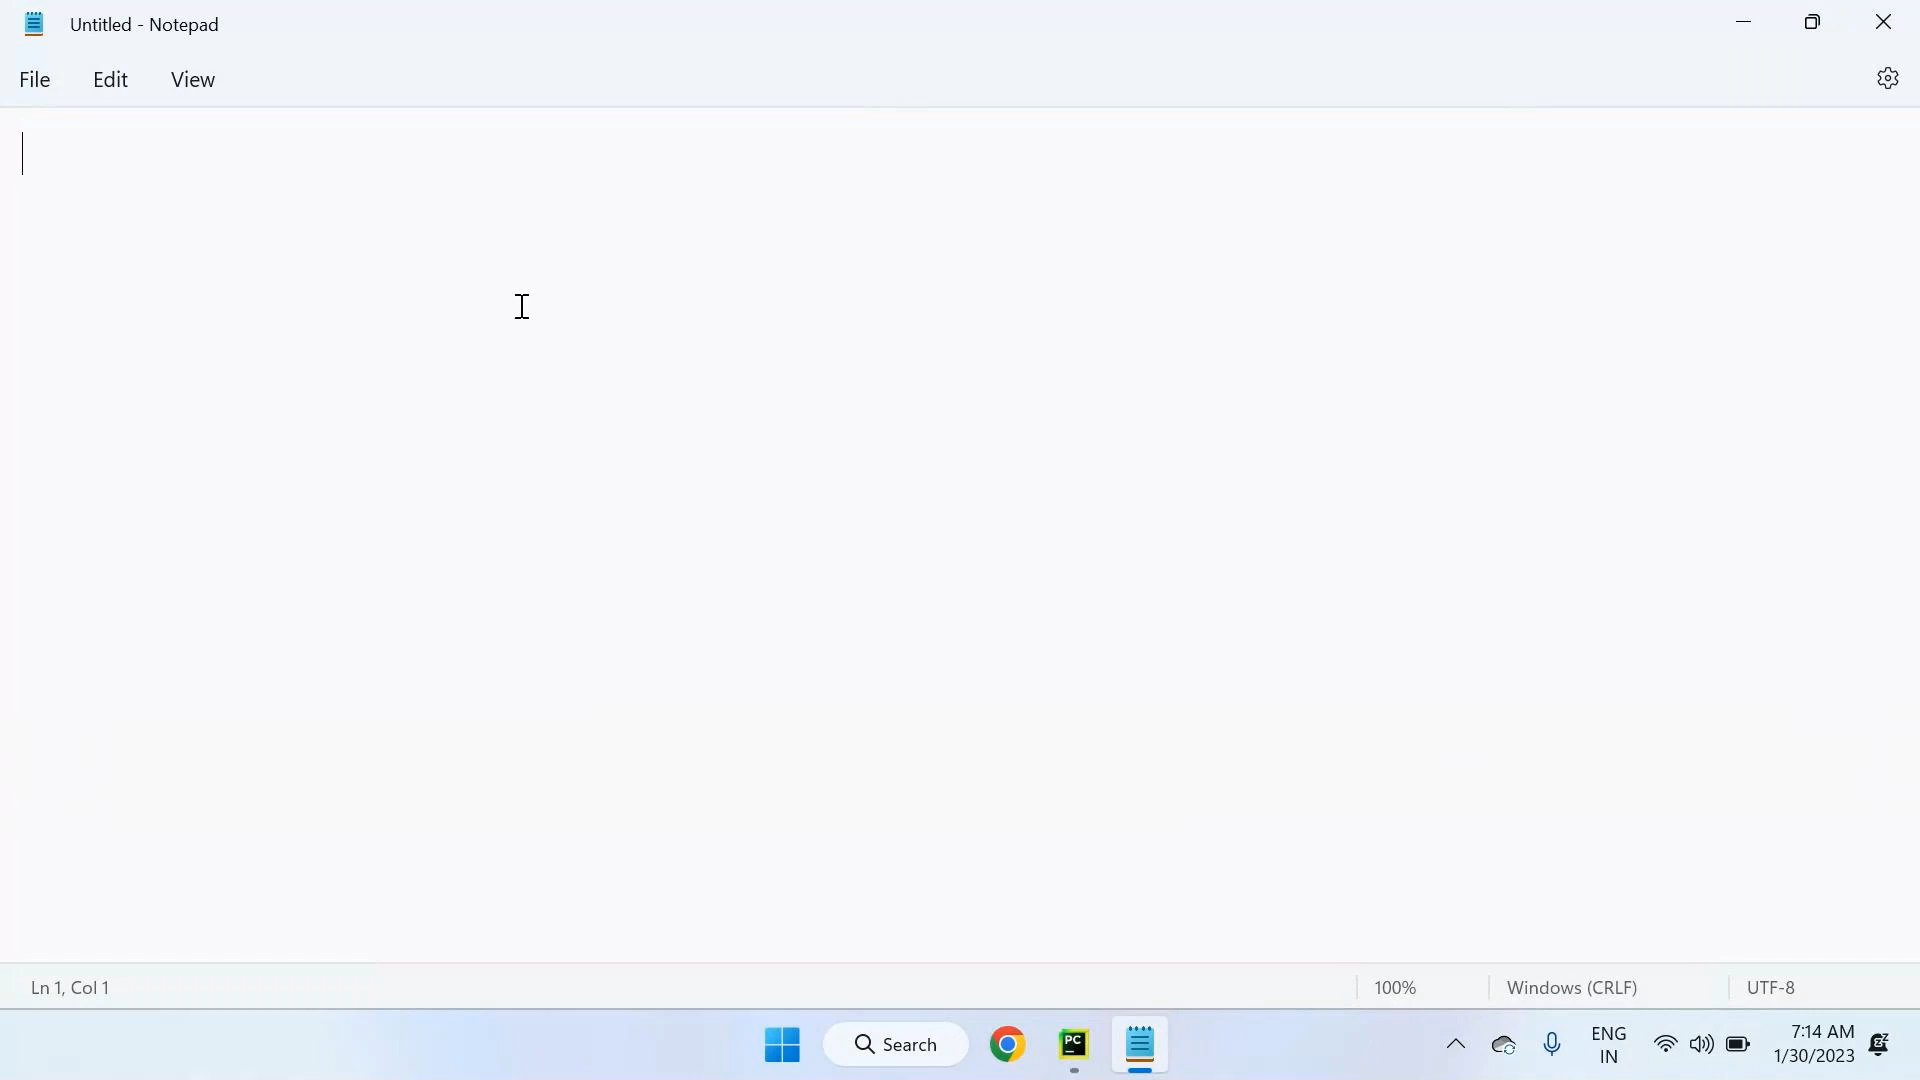 Untitled - Notepad
File Edit View
Ln 1, Col 1 100% Windows (CRLF) UTF-8
Search
PC
ENG
IN
7:14 AM
1/30/2023